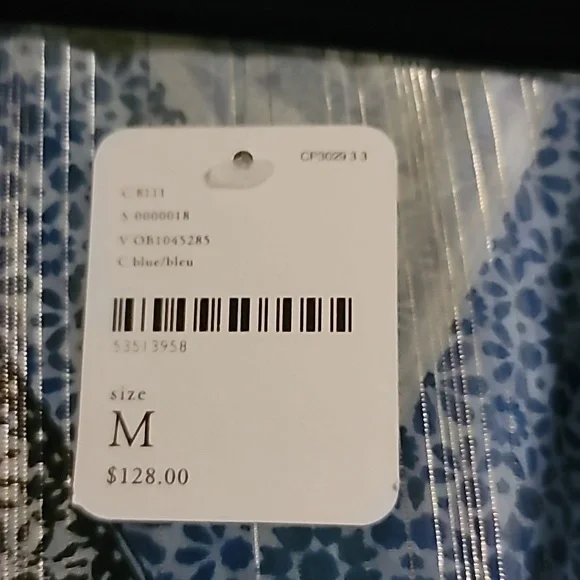 CP3029 3 3
C 8111
S 0000018
V OB1045285
C blue/bleu
53513958
size
M
$128.00